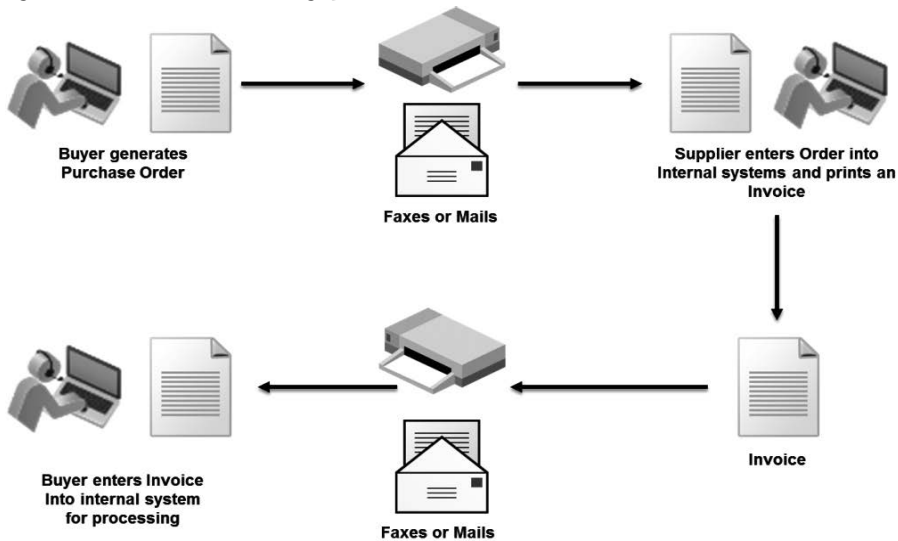 Buyer generates
Purchase Order
Faxes or Mails
Supplier enters Order into
Internal systems and prints an
Invoice
Invoice
Faxes or Mails
Buyer enters Invoice
Into internal system
for processing